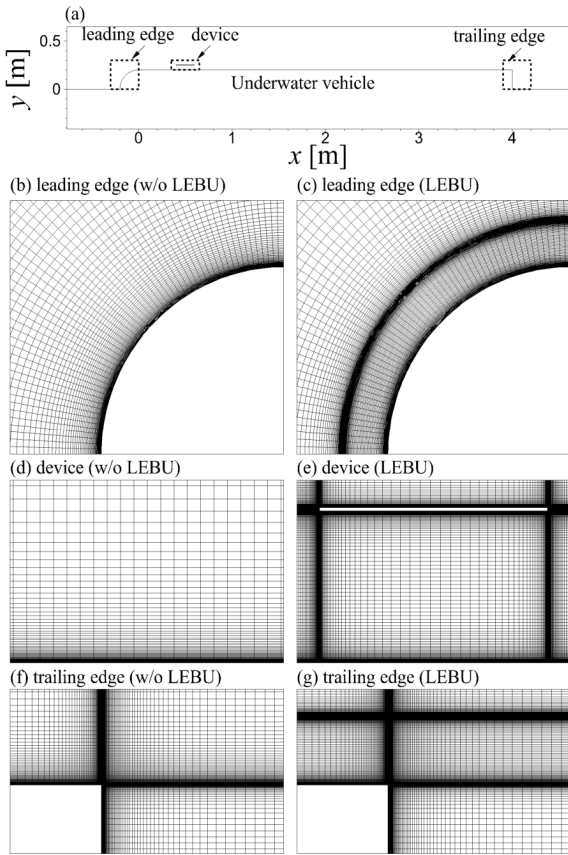 (a)
leading edge
device
trailing edge
0.5
0
y [m]
Underwater vehicle
0
1
2
3
4
x [m]
(b) leading edge (w/o LEBU)
(c) leading edge (LEBU)
(d) device (w/o LEBU)
(e) device (LEBU)
(f) trailing edge (w/o LEBU)
(g) trailing edge (LEBU)